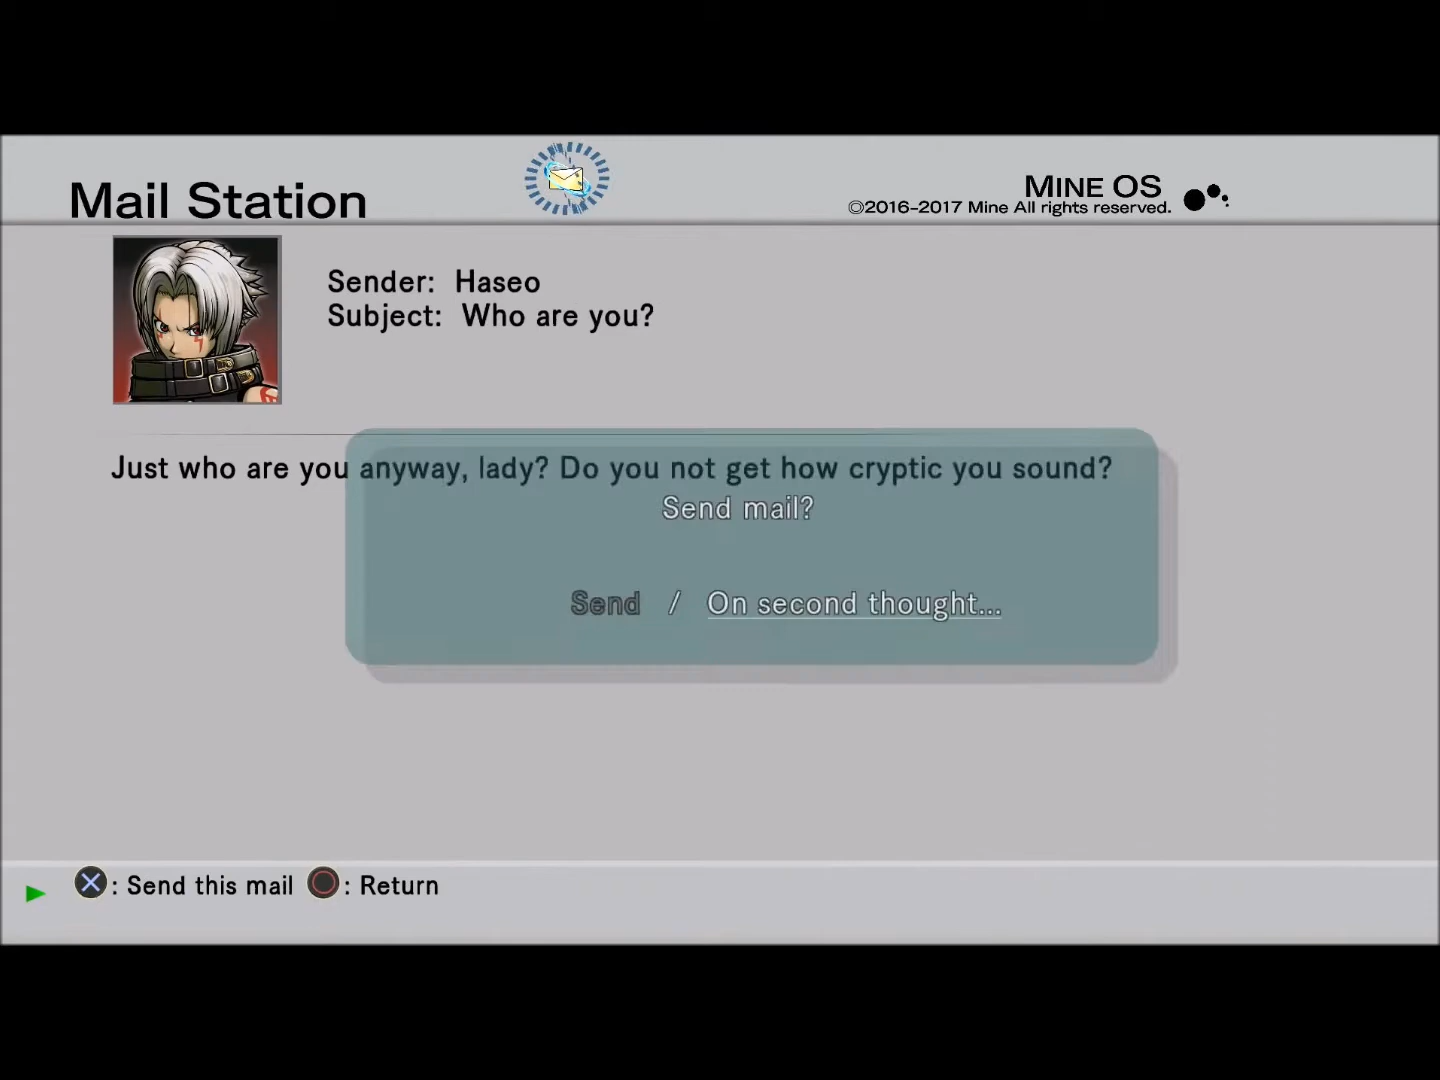 Mail Station
MINE OS
©2016-2017 Mine All rights reserved.
Sender: Haseo
Subject: Who are you?
Just who are you anyway, lady? Do you not get how cryptic you sound?
Send mail?
Send / On second thought...
: Send this mail : Return